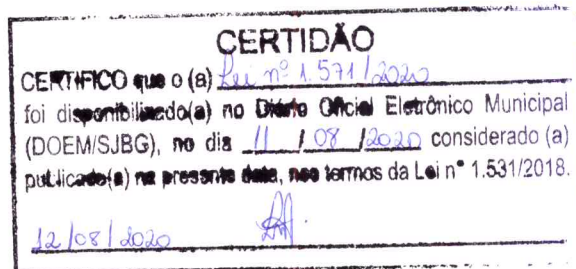 CERTIDÃO
CERTIFICO que o (a) Lei nº 1.571/2020
foi disponibilizado(a) no Diário Oficial Eletrônico Municipal
(DOEM/SJBG), no dia 11 / 08 / 2020 considerado (a)
publicado(a) na presente data, nos termos da Lei n° 1.531/2018.
12/08/2020